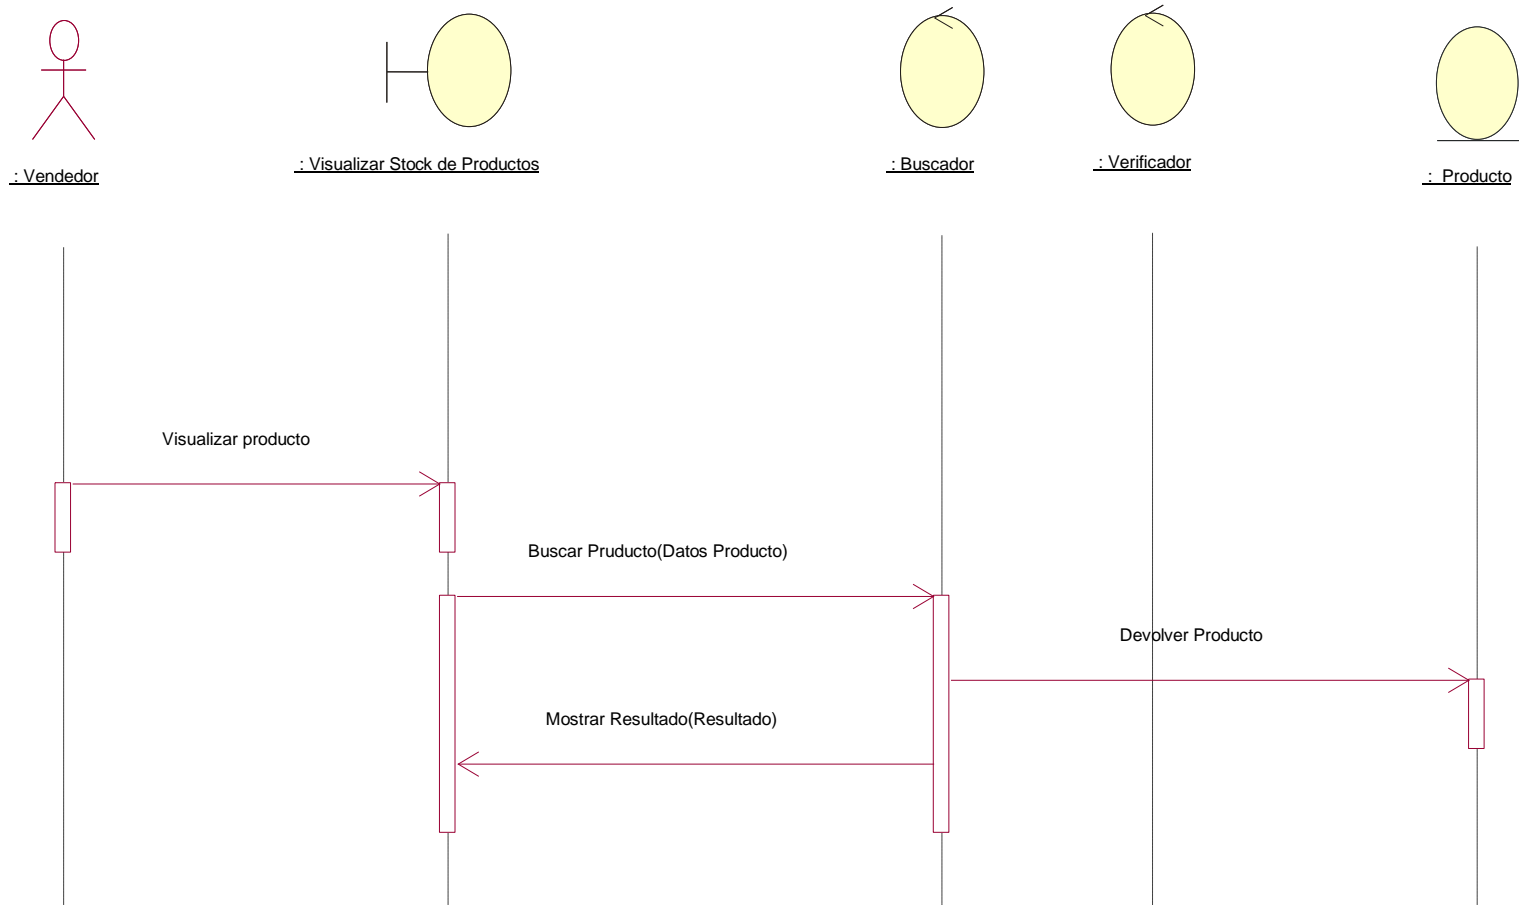 : Vendedor
: Visualizar Stock de Productos
: Buscador
: Verificador
: Producto
Visualizar producto
Buscar Pruducto(Datos Producto)
Devolver Producto
Mostrar Resultado(Resultado)